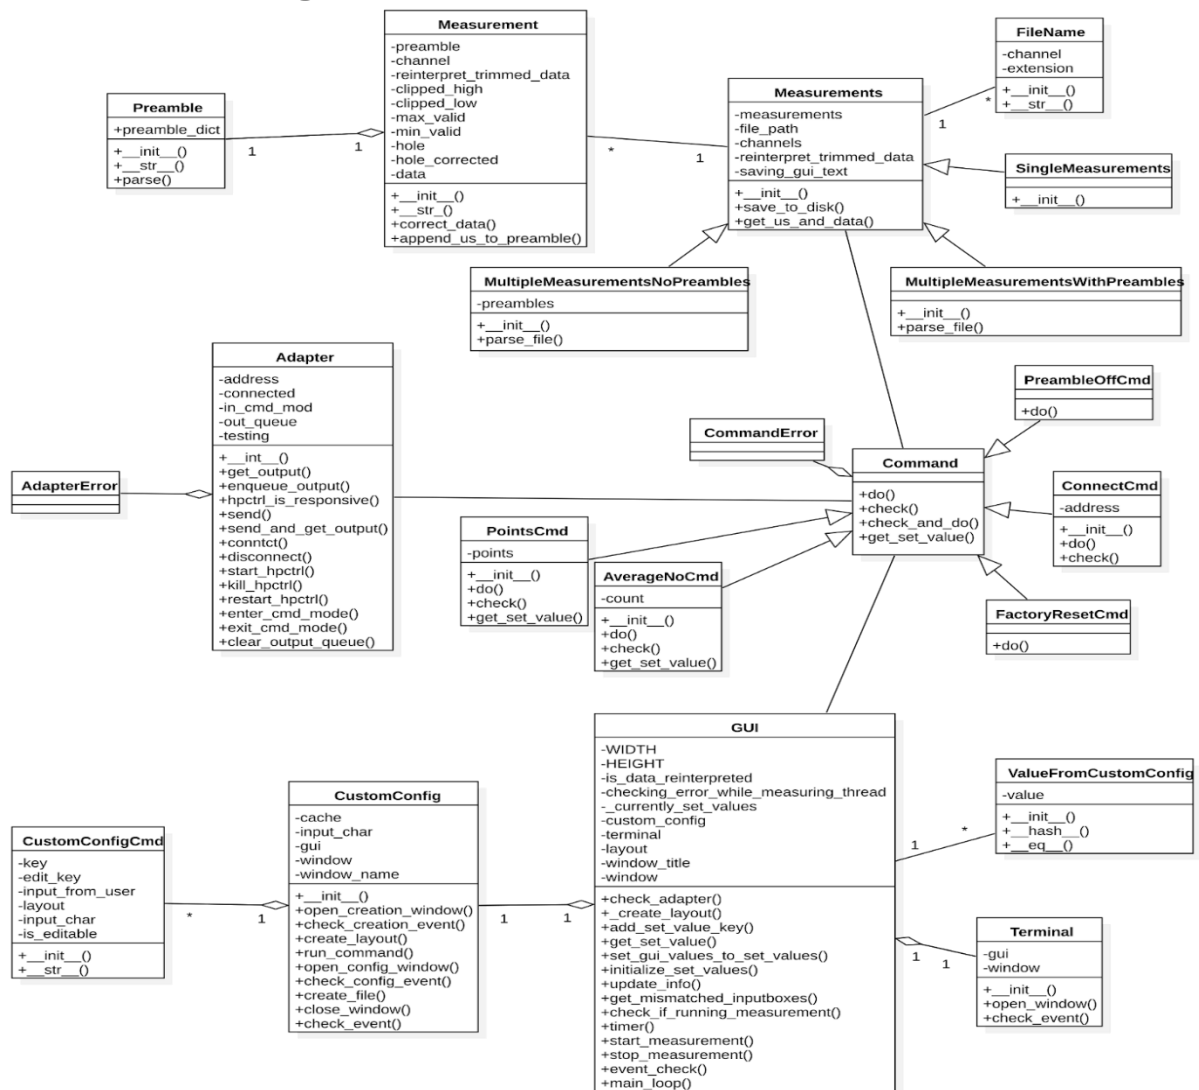 Measurement
-preamble
-channel
-reinterpret_trimmed_data
-clipped_high
-clipped_low
-max_valid
-min_valid
-hole
-hole_corrected
-data
+__init__()
+__str_()
+correct_data()
+append_us_to_preamble()
Preamble
+preamble_dict
+__init__()
+__str__()
+parse()
1
1
*
1
Measurements
-measurements
-file_path
-channels
-reinterpret_trimmed_data
-saving_gui_text
+__init__()
+save_to_disk()
+get_us_and_data()
1
*
FileName
-channel
-extension
+__init__()
+__str__()
SingleMeasurements
+__init__()
MultipleMeasurementsNoPreambles
-preambles
+__init__()
+parse_file()
MultipleMeasurementsWithPreambles
+__init__()
+parse_file()
Adapter
-address
-connected
-in_cmd_mod
-out_queue
-testing
+__int__()
+get_output()
+enqueue_output()
+hpctrl_is_responsive()
+send()
+send_and_get_output()
+conntct()
+disconnect()
+start_hpctrl()
+kill_hpctrl()
+restart_hpctrl()
+enter_cmd_mode()
+exit_cmd_mode()
+clear_output_queue()
AdapterError
CommandError
Command
+do()
+check()
+check_and_do()
+get_set_value()
PreambleOffCmd
+do()
ConnectCmd
-address
+__init__()
+do()
+check()
FactoryResetCmd
+do()
PointsCmd
-points
+__init__()
+do()
+check()
+get_set_value()
AverageNoCmd
-count
+__init__()
+do()
+check()
+get_set_value()
GUI
-WIDTH
-HEIGHT
-is_data_reinterpreted
-checking_error_while_measuring_thread
-_currently_set_values
-custom_config
-terminal
-layout
-window_title
-window
+check_adapter()
+_create_layout()
+add_set_value_key()
+get_set_value()
+set_gui_values_to_set_values()
+initialize_set_values()
+update_info()
+get_mismatched_inputboxes()
+check_if_running_measurement()
+timer()
+start_measurement()
+stop_measurement()
+event_check()
+main_loop()
CustomConfig
-cache
-input_char
-gui
-window
-window_name
+__init__()
+open_creation_window()
+check_creation_event()
+create_layout()
+run_command()
+open_config_window()
+check_config_event()
+create_file()
+close_window()
+check_event()
CustomConfigCmd
-key
-edit_key
-input_from_user
-layout
-input_char
-is_editable
+__init__()
+__str__()
*
1
1
1
ValueFromCustomConfig
-value
+__init__()
+__hash__()
+__eq__()
1
*
Terminal
-gui
-window
+__init__()
+open_window()
+check_event()
1
1